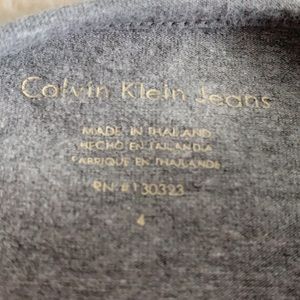 Calvin Klein Jeans
MADE IN THAILAND
HECHO EN TAILANDIA
FABRIQUE EN THAILANDE
RN #130323
4